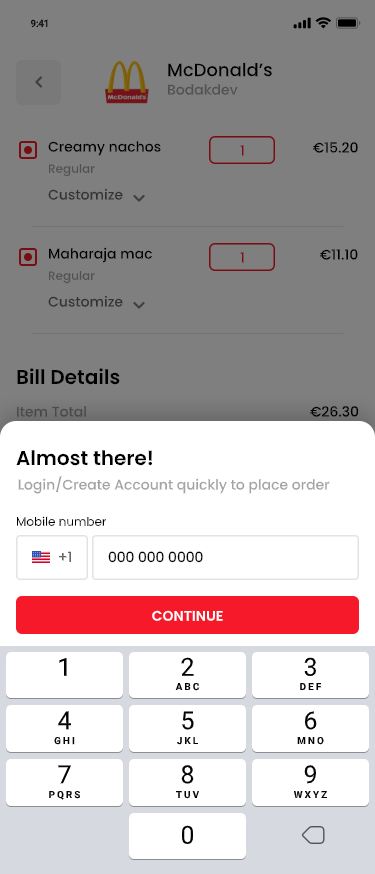 9:41
McDonald's
McDonald's
Bodakdev
Creamy nachos 1 €15.20
Regular
Customize
Maharaja mac 1 €11.10
Regular
Customize
Bill Details
Item Total €26.30
Almost there!
Login/Create Account quickly to place order
Mobile number
+1 000 000 0000
CONTINUE
1 2 3
ABC DEF
4 5 6
GHI JKL MNO
7 8 9
PQRS TUV WXYZ
0